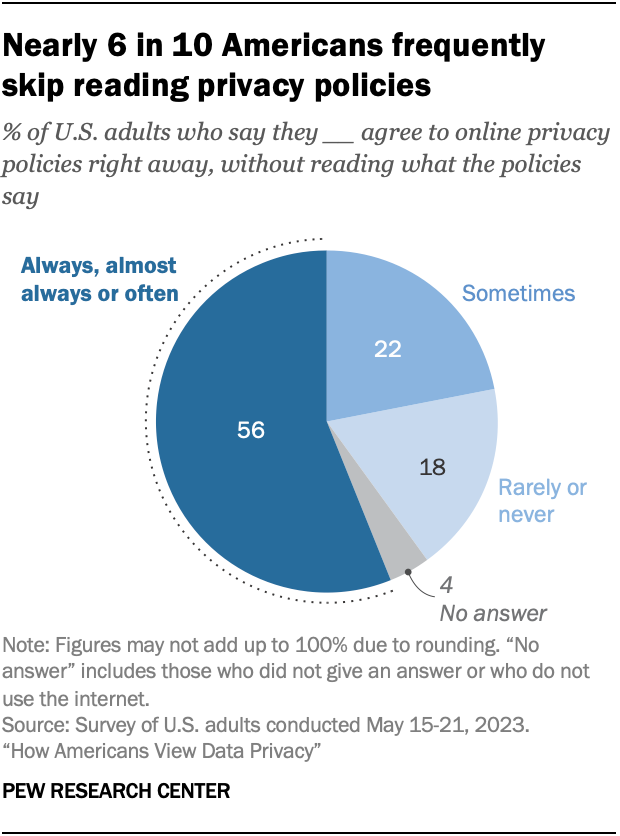 Nearly 6 in 10 Americans frequently
skip reading privacy policies
% of U.S. adults who say they __ agree to online privacy
policies right away, without reading what the policies
say
Always, almost
always or often
Sometimes
22
56
18
Rarely or
never
4
No answer
Note: Figures may not add up to 100% due to rounding. “No
answer” includes those who did not give an answer or who do not
use the internet.
Source: Survey of U.S. adults conducted May 15-21, 2023.
“How Americans View Data Privacy”
PEW RESEARCH CENTER